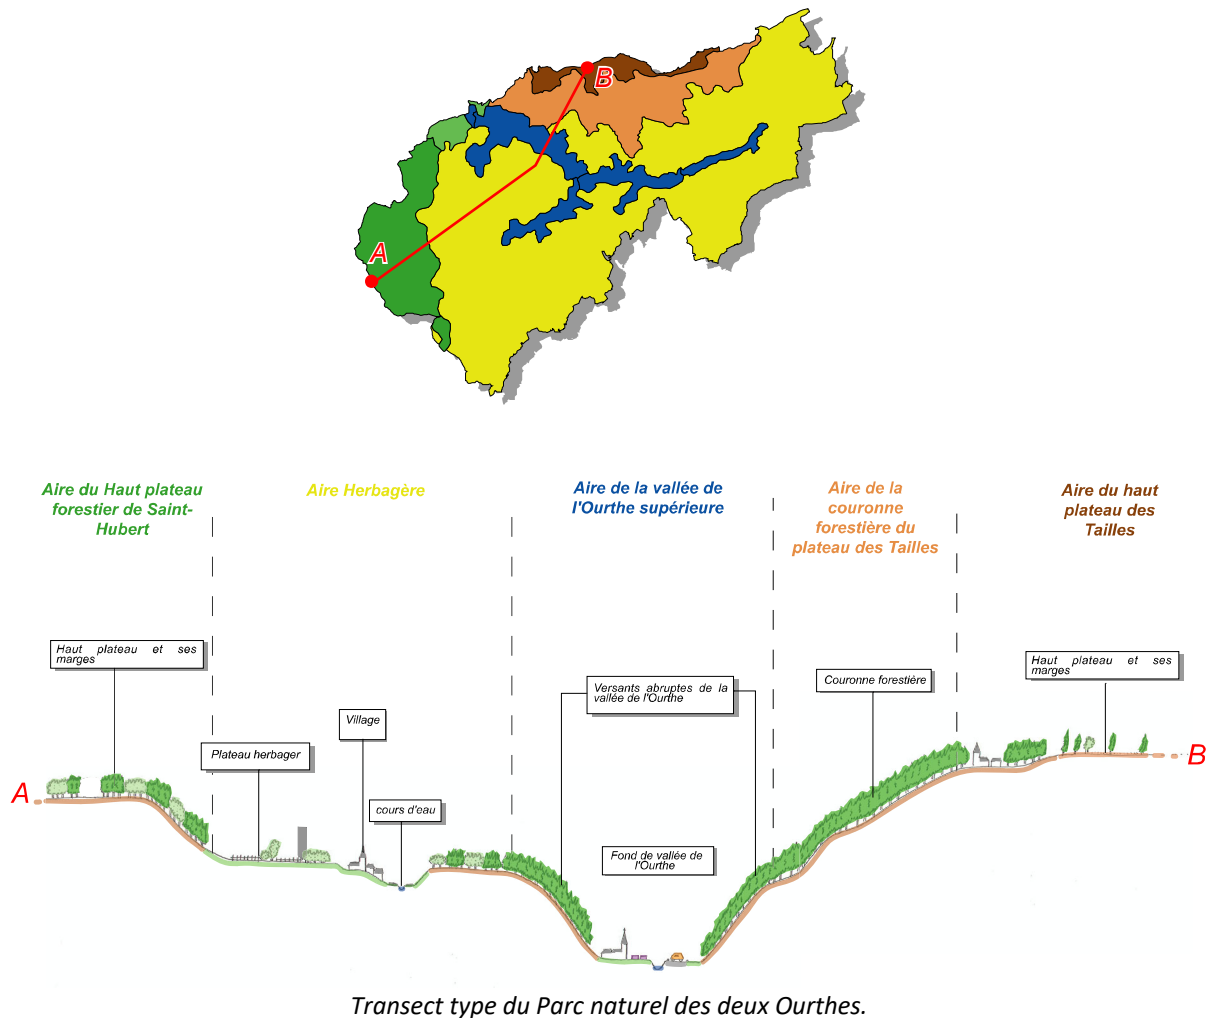 B
A
Aire du Haut plateau
forestier de Saint-
Hubert
Aire Herbagère
Aire de la vallée de
l'Ourthe supérieure
Aire de la
couronne
forestière du
plateau des Tailles
Aire du haut
plateau des
Tailles
Haut plateau et ses
marges
Plateau herbager
Village
cours d'eau
Versants abruptes de la
vallée de l'Ourthe
Fond de vallée de
l'Ourthe
Couronne forestière
Haut plateau et ses
marges
A
B
Transect type du Parc naturel des deux Ourthes.